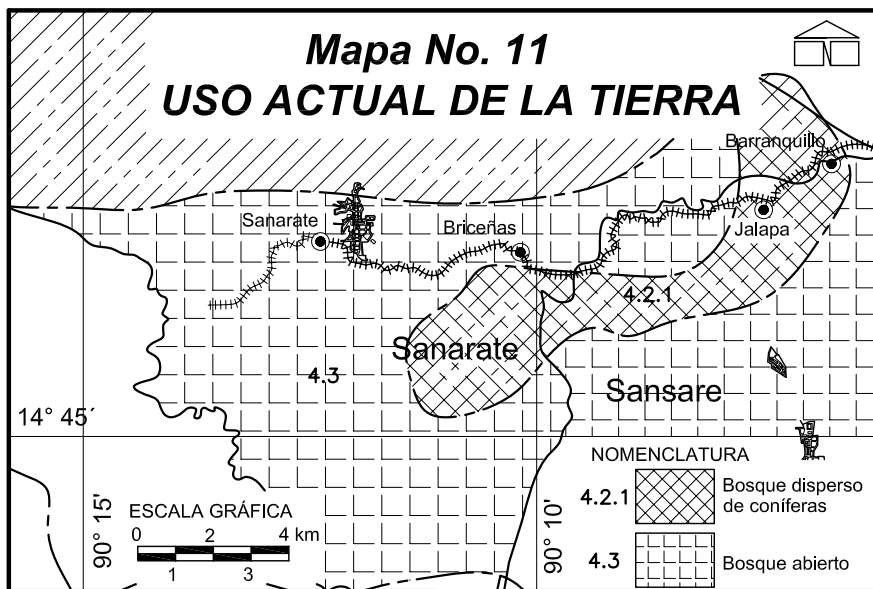 Mapa No. 11
USO ACTUAL DE LA TIERRA
Barranquillo
Sanarate
Briceñas
Jalapa
4.2.1
Sanarate
4.3
Sansare
14° 45´
NOMENCLATURA
4.2.1 Bosque disperso
de coníferas
4.3 Bosque abierto
90° 15'
90° 10'
ESCALA GRÁFICA
0 2 4 km
1 3